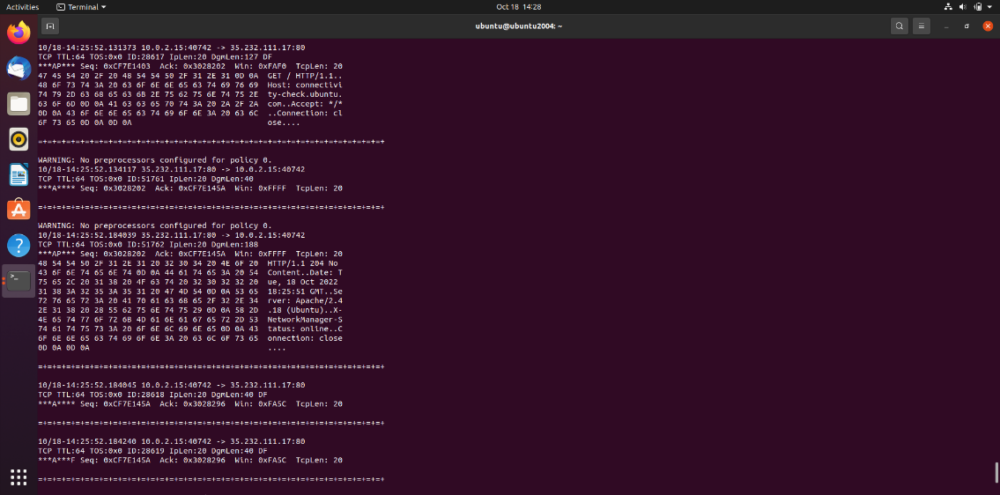 Activities
Terminal
Oct 18 14:28
ubuntu@ubuntu2004: ~
10/18-14:25:52.131373 10.0.2.15:40742 -> 35.232.111.17:80
TCP TTL:64 TOS:0x0 ID:28617 IpLen:20 DgmLen:127 DF
***AP*** Seq: 0xCF7E1403 Ack: 0x3028202 Win: 0xFAF0 TcpLen: 20
47 45 54 20 2F 20 48 54 54 50 2F 31 2E 31 0D 0A GET / HTTP/1.1..
48 6F 73 74 3A 20 63 6F 6E 6E 65 63 74 69 76 69 Host: connectivi
74 79 2D 63 68 65 63 6B 2E 75 62 75 6E 74 75 2E ty-check.ubuntu.
63 6F 6D 0D 0A 41 63 63 65 70 74 3A 20 2A 2F 2A com..Accept: */*
0D 0A 43 6F 6E 6E 65 63 74 69 6F 6E 3A 20 63 6C ..Connection: cl
6F 73 65 0D 0A 0D 0A ose....
=+=+=+=+=+=+=+=+=+=+=+=+=+=+=+=+=+=+=+=+=+=+=+=+=+=+=+=+=+=+=+=+=+=+=+=+=+
WARNING: No preprocessors configured for policy 0.
10/18-14:25:52.134117 35.232.111.17:80 -> 10.0.2.15:40742
TCP TTL:64 TOS:0x0 ID:51761 IpLen:20 DgmLen:40
***A**** Seq: 0x3028202 Ack: 0xCF7E145A Win: 0xFFFF TcpLen: 20
=+=+=+=+=+=+=+=+=+=+=+=+=+=+=+=+=+=+=+=+=+=+=+=+=+=+=+=+=+=+=+=+=+=+=+=+=+
WARNING: No preprocessors configured for policy 0.
10/18-14:25:52.184039 35.232.111.17:80 -> 10.0.2.15:40742
TCP TTL:64 TOS:0x0 ID:51762 IpLen:20 DgmLen:188
***AP*** Seq: 0x3028202 Ack: 0xCF7E145A Win: 0xFFFF TcpLen: 20
48 54 54 50 2F 31 2E 31 20 32 30 34 20 4E 6F 20 HTTP/1.1 204 No
43 6F 6E 74 65 6E 74 0D 0A 44 61 74 65 3A 20 54 Content..Date: T
75 65 2C 20 31 38 20 4F 63 74 20 32 30 32 32 20 ue, 18 Oct 2022
31 38 3A 32 35 3A 35 31 20 47 4D 54 0D 0A 53 65 18:25:51 GMT..Se
72 76 65 72 3A 20 41 70 61 63 68 65 2F 32 2E 34 rver: Apache/2.4
2E 31 38 20 28 55 62 75 6E 74 75 29 0D 0A 58 2D .18 (Ubuntu)..X-
4E 65 74 77 6F 72 6B 4D 61 6E 61 67 65 72 2D 53 NetworkManager-S
74 61 74 75 73 3A 20 6F 6E 6C 69 6E 65 0D 0A 43 tatus: online..C
6F 6E 6E 65 63 74 69 6F 6E 3A 20 63 6C 6F 73 65 onnection: close
0D 0A 0D 0A ....
=+=+=+=+=+=+=+=+=+=+=+=+=+=+=+=+=+=+=+=+=+=+=+=+=+=+=+=+=+=+=+=+=+=+=+=+=+
10/18-14:25:52.184045 10.0.2.15:40742 -> 35.232.111.17:80
TCP TTL:64 TOS:0x0 ID:28618 IpLen:20 DgmLen:40 DF
***A**** Seq: 0xCF7E145A Ack: 0x3028296 Win: 0xFA5C TcpLen: 20
=+=+=+=+=+=+=+=+=+=+=+=+=+=+=+=+=+=+=+=+=+=+=+=+=+=+=+=+=+=+=+=+=+=+=+=+=+
10/18-14:25:52.184240 10.0.2.15:40742 -> 35.232.111.17:80
TCP TTL:64 TOS:0x0 ID:28619 IpLen:20 DgmLen:40 DF
***A***F Seq: 0xCF7E145A Ack: 0x3028296 Win: 0xFA5C TcpLen: 20
=+=+=+=+=+=+=+=+=+=+=+=+=+=+=+=+=+=+=+=+=+=+=+=+=+=+=+=+=+=+=+=+=+=+=+=+=+